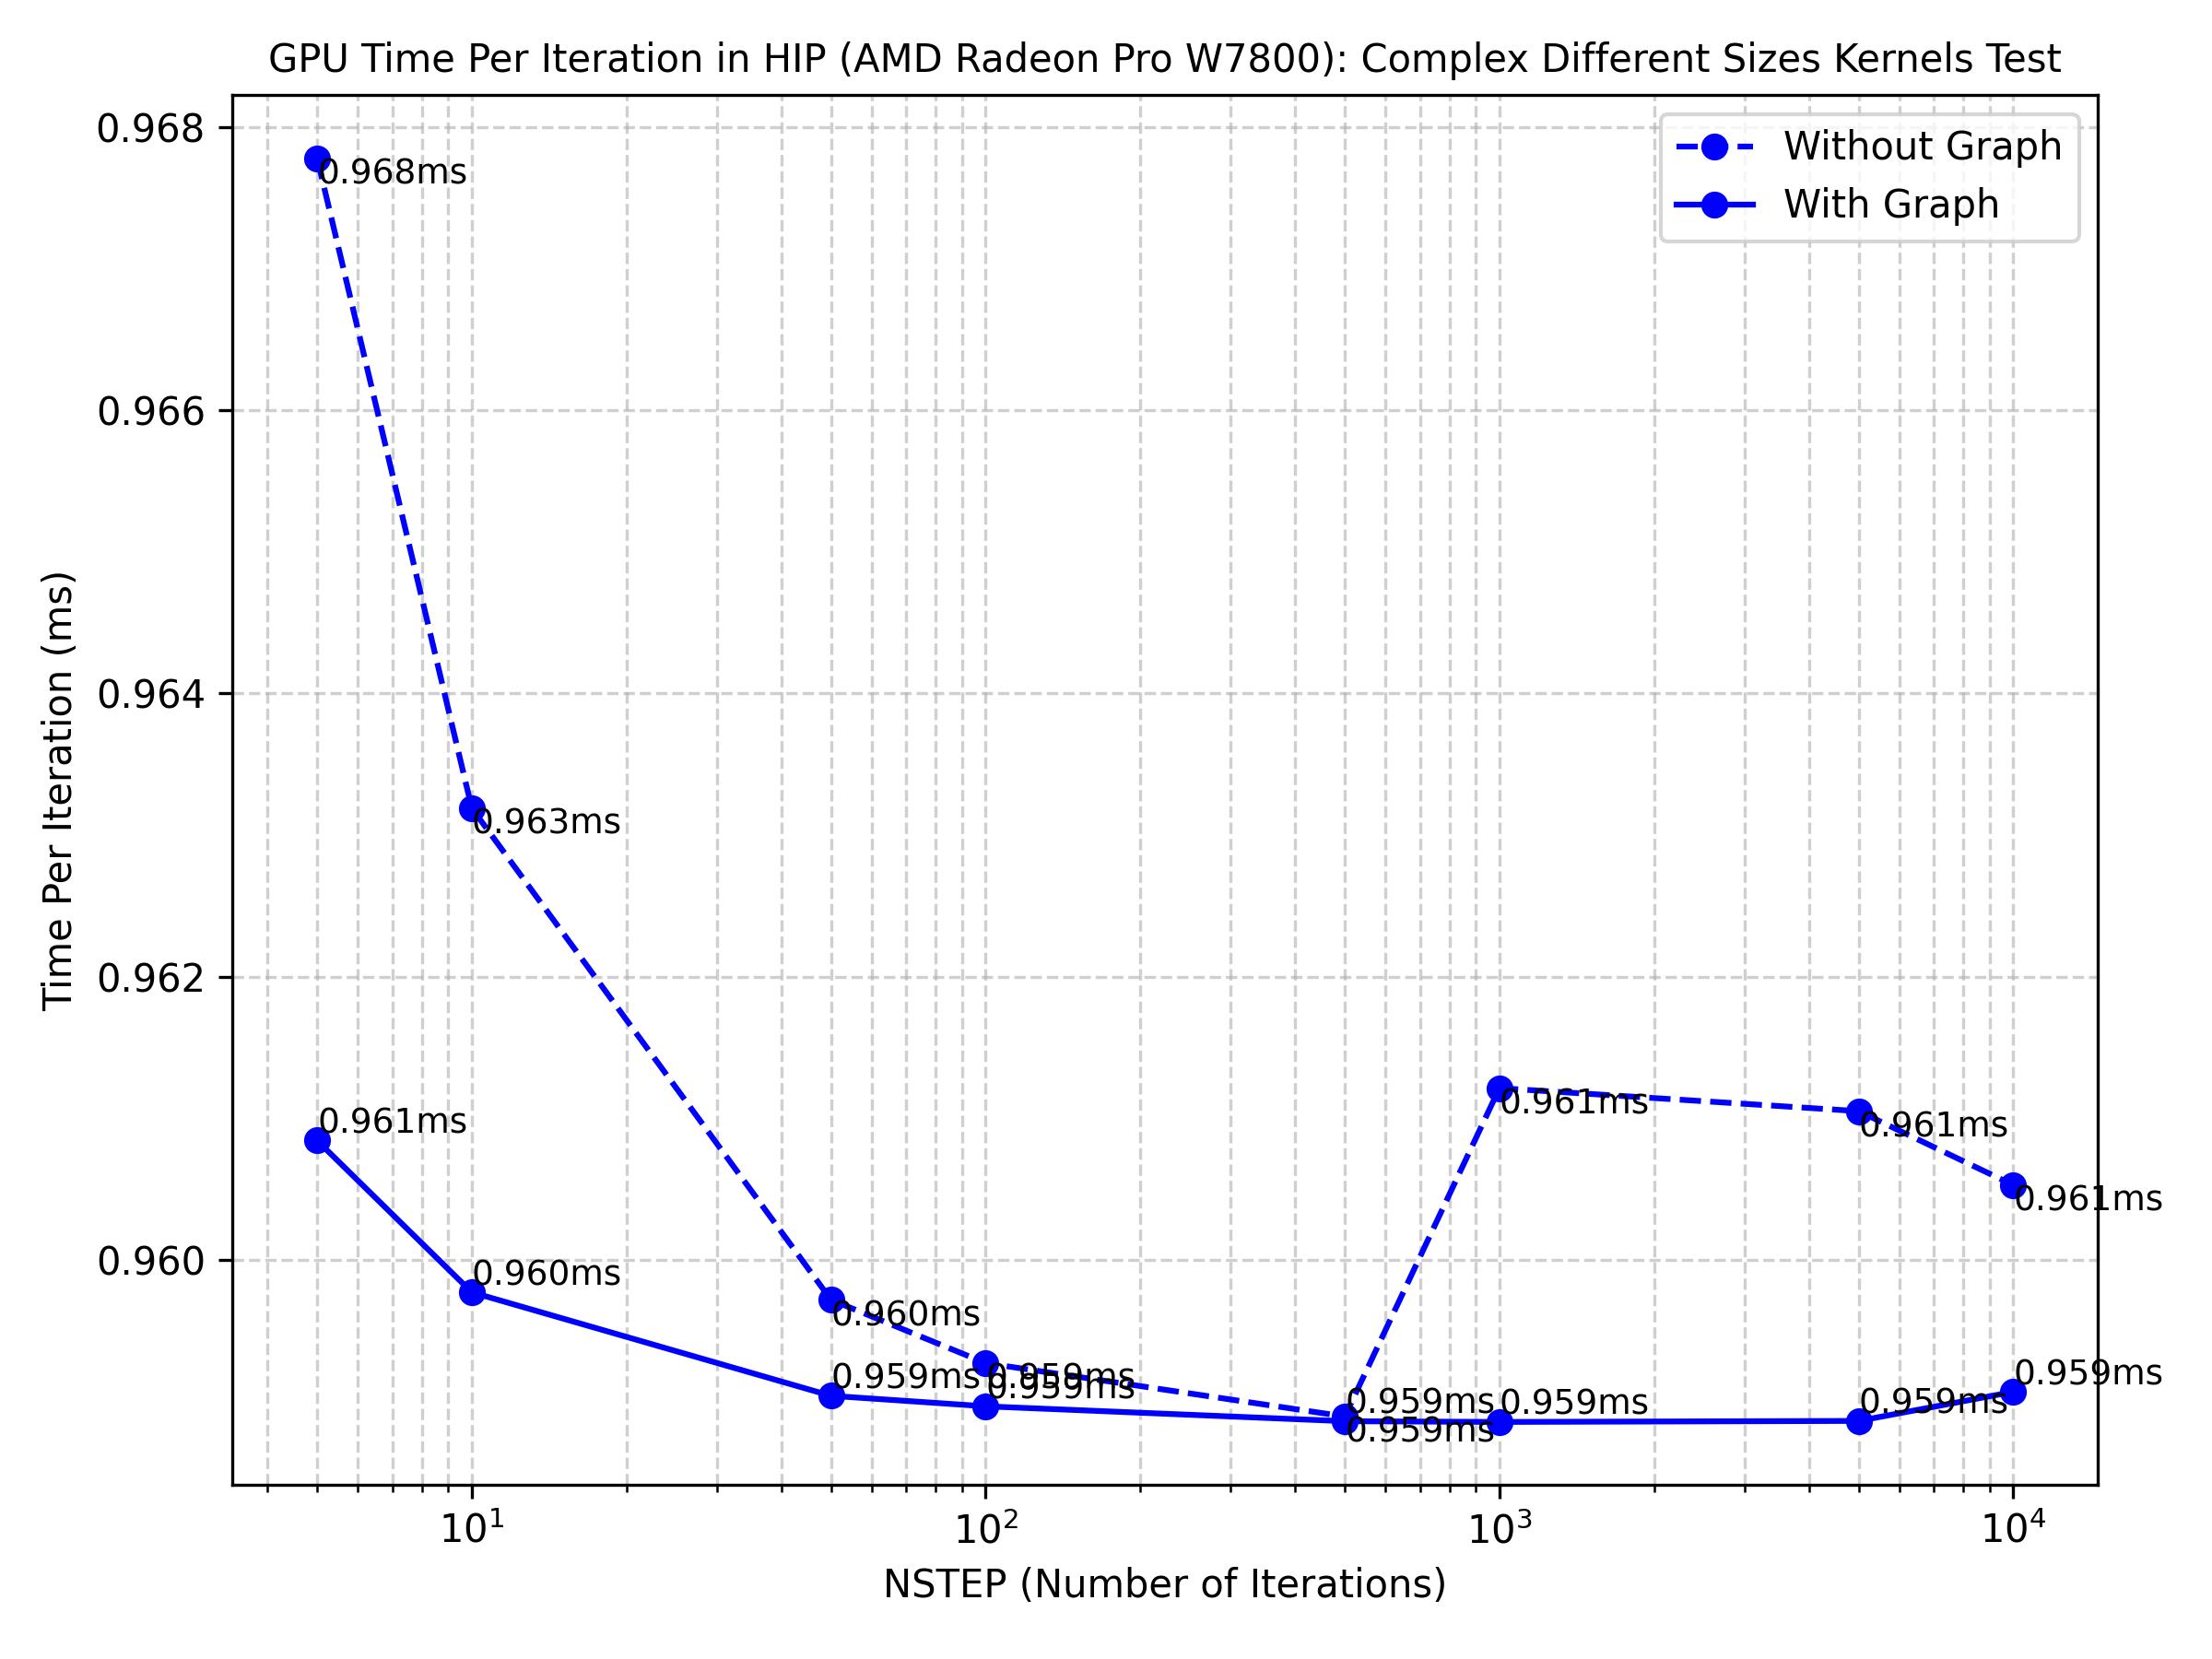 GPU Time Per Iteration in HIP (AMD Radeon Pro W7800): Complex Different Sizes Kernels Test
Without Graph
With Graph
Time Per Iteration (ms)
0.968
0.966
0.964
0.962
0.960
0.968ms
0.963ms
0.961ms
0.961ms
0.961ms
0.961ms
0.960ms
0.960ms
0.959ms
0.959ms
0.959ms
0.959ms
0.959ms
0.959ms
0.959ms
0.959ms
10¹
10²
10³
10⁴
NSTEP (Number of Iterations)